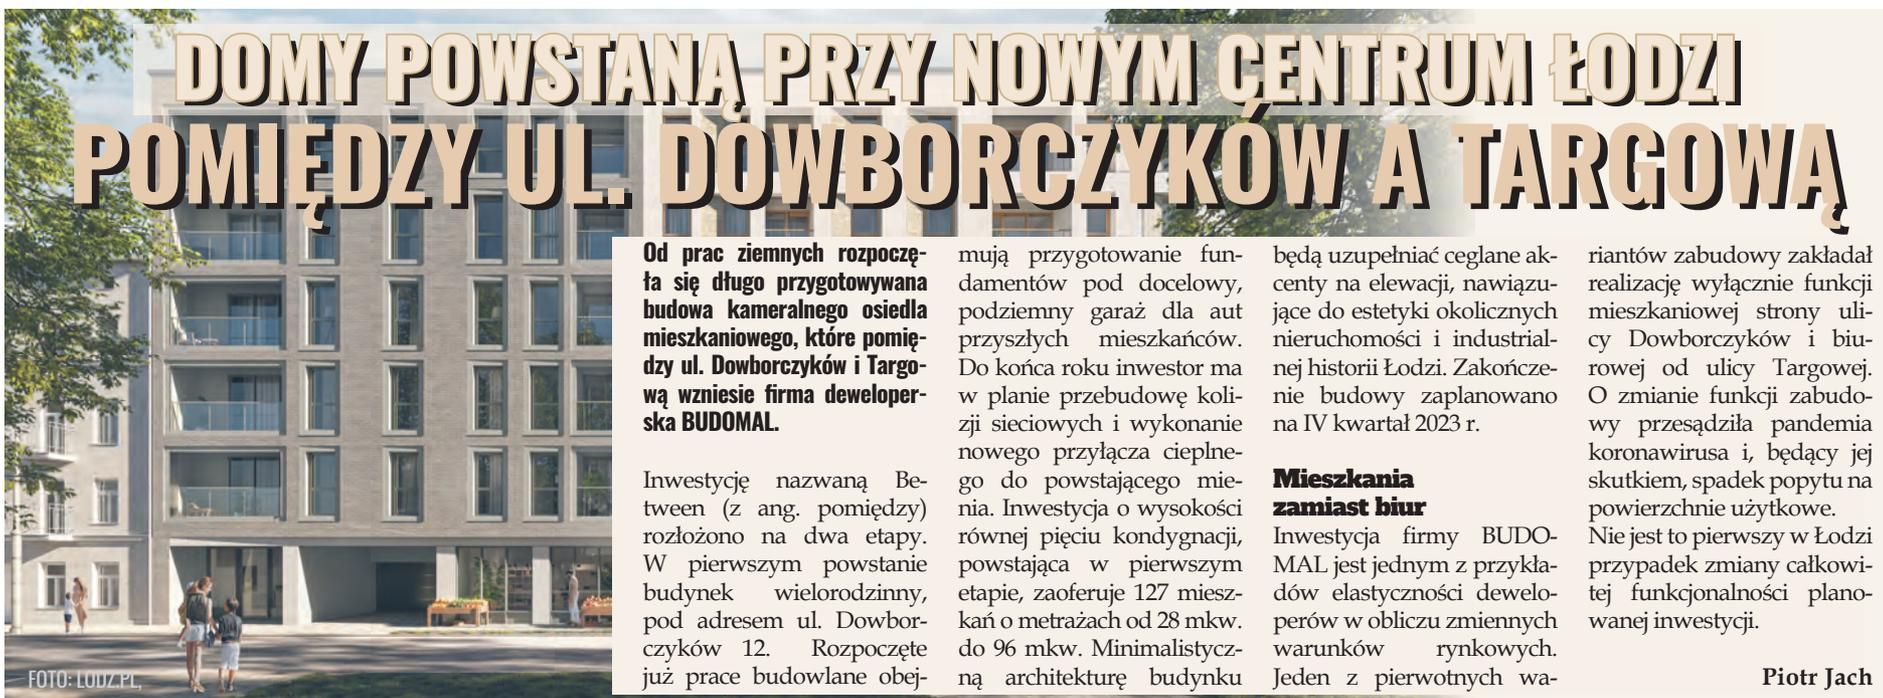 DOMY POWSTANĄ PRZY NOWYM CENTRUM ŁODZI
POMIĘDZY UL. DOWBORCZYKÓW A TARGOWĄ
Od prac ziemnych rozpoczę-
ła się długo przygotowywana
budowa kameralnego osiedla
mieszkaniowego, które pomię-
dzy ul. Dowborczyków i Targo-
wą wzniesie firma deweloper-
ska BUDOMAL.
Inwestycję nazwaną Be-
tween (z ang. pomiędzy)
rozłożono na dwa etapy.
W pierwszym powstanie
budynek wielorodzinny,
pod adresem ul. Dowbor-
czyków 12. Rozpoczęte
już prace budowlane obej-
mują przygotowanie fun-
damentów pod docelowy,
podziemny garaż dla aut
przyszłych mieszkańców.
Do końca roku inwestor ma
w planie przebudowę koli-
zji sieciowych i wykonanie
nowego przyłącza cieplne-
go do powstającego mie-
nia. Inwestycja o wysokości
równej pięciu kondygnacji,
powstająca w pierwszym
etapie, zaoferuje 127 miesz-
kań o metrażach od 28 mkw.
do 96 mkw. Minimalistycz-
ną architekturę budynku
będą uzupełniać ceglane ak-
centy na elewacji, nawiązu-
jące do estetyki okolicznych
nieruchomości i industrial-
nej historii Łodzi. Zakończe-
nie budowy zaplanowano
na IV kwartał 2023 r.
Mieszkania
zamiast biur
Inwestycja firmy BUDO-
MAL jest jednym z przykła-
dów elastyczności dewelo-
perów w obliczu zmiennych
warunków rynkowych.
Jeden z pierwotnych wa-
riantów zabudowy zakładał
realizację wyłącznie funkcji
mieszkaniowej strony uli-
cy Dowborczyków i biu-
rowej od ulicy Targowej.
O zmianie funkcji zabudo-
wy przesądziła pandemia
koronawirusa i, będący jej
skutkiem, spadek popytu na
powierzchnie użytkowe.
Nie jest to pierwszy w Łodzi
przypadek zmiany całkowi-
tej funkcjonalności plano-
wanej inwestycji.
Piotr Jach
FOTO: LODZ.PL,